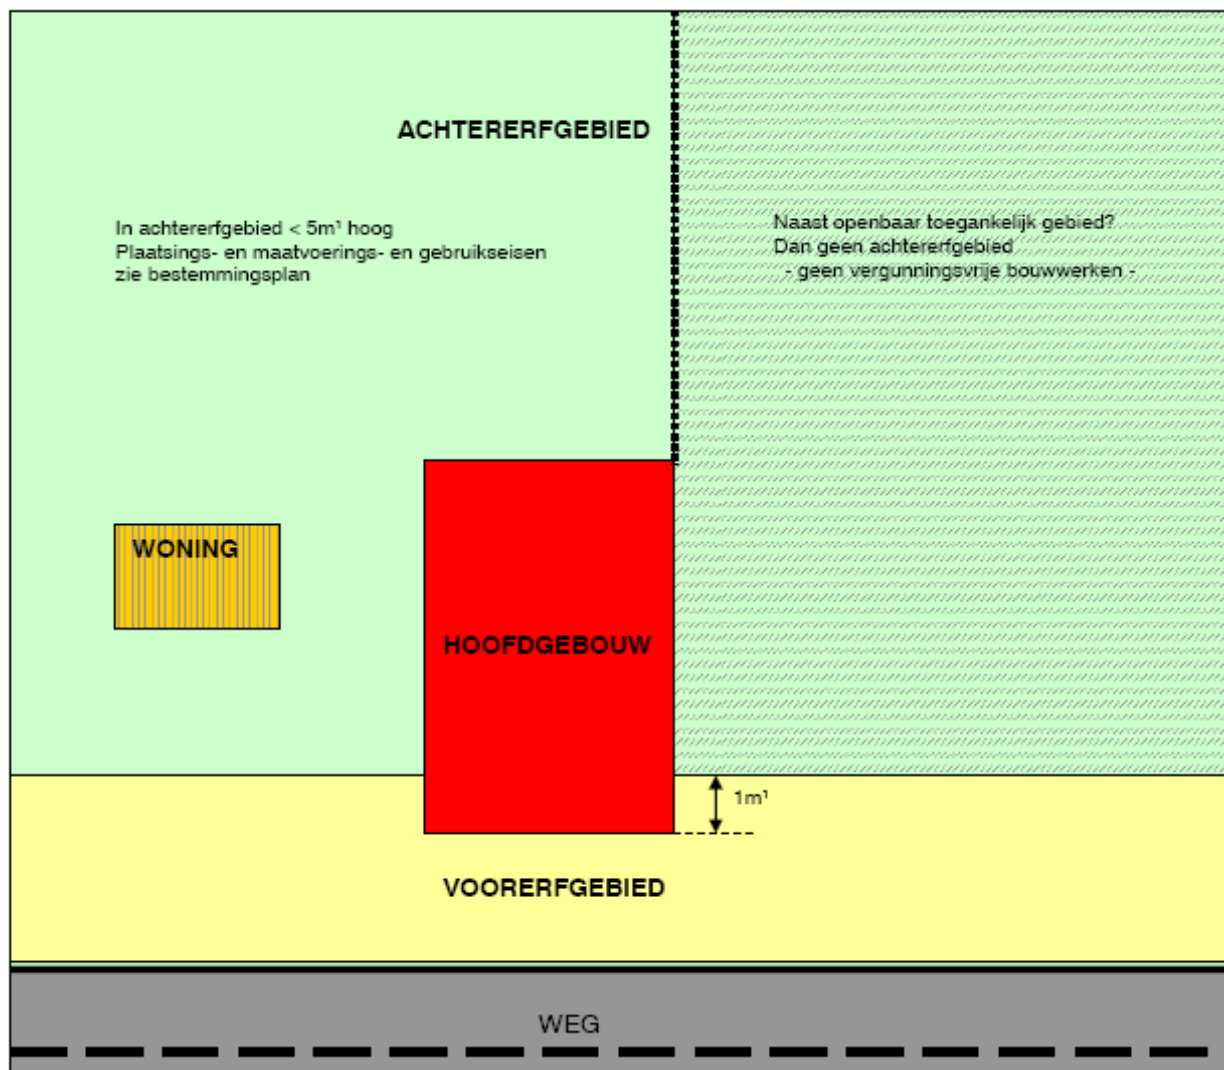 ACHTERERFGEBIED
In achtererfgebied < 5m¹ hoog
Plaatsings- en maatvoerings- en gebruikseisen
zie bestemmingsplan
Naast openbaar toegankelijk gebied?
Dan geen achtererfgebied
- geen vergunningsvrije bouwwerken -
WONING
HOOFDGEBOUW
1m¹
VOORERFGEBIED
WEG